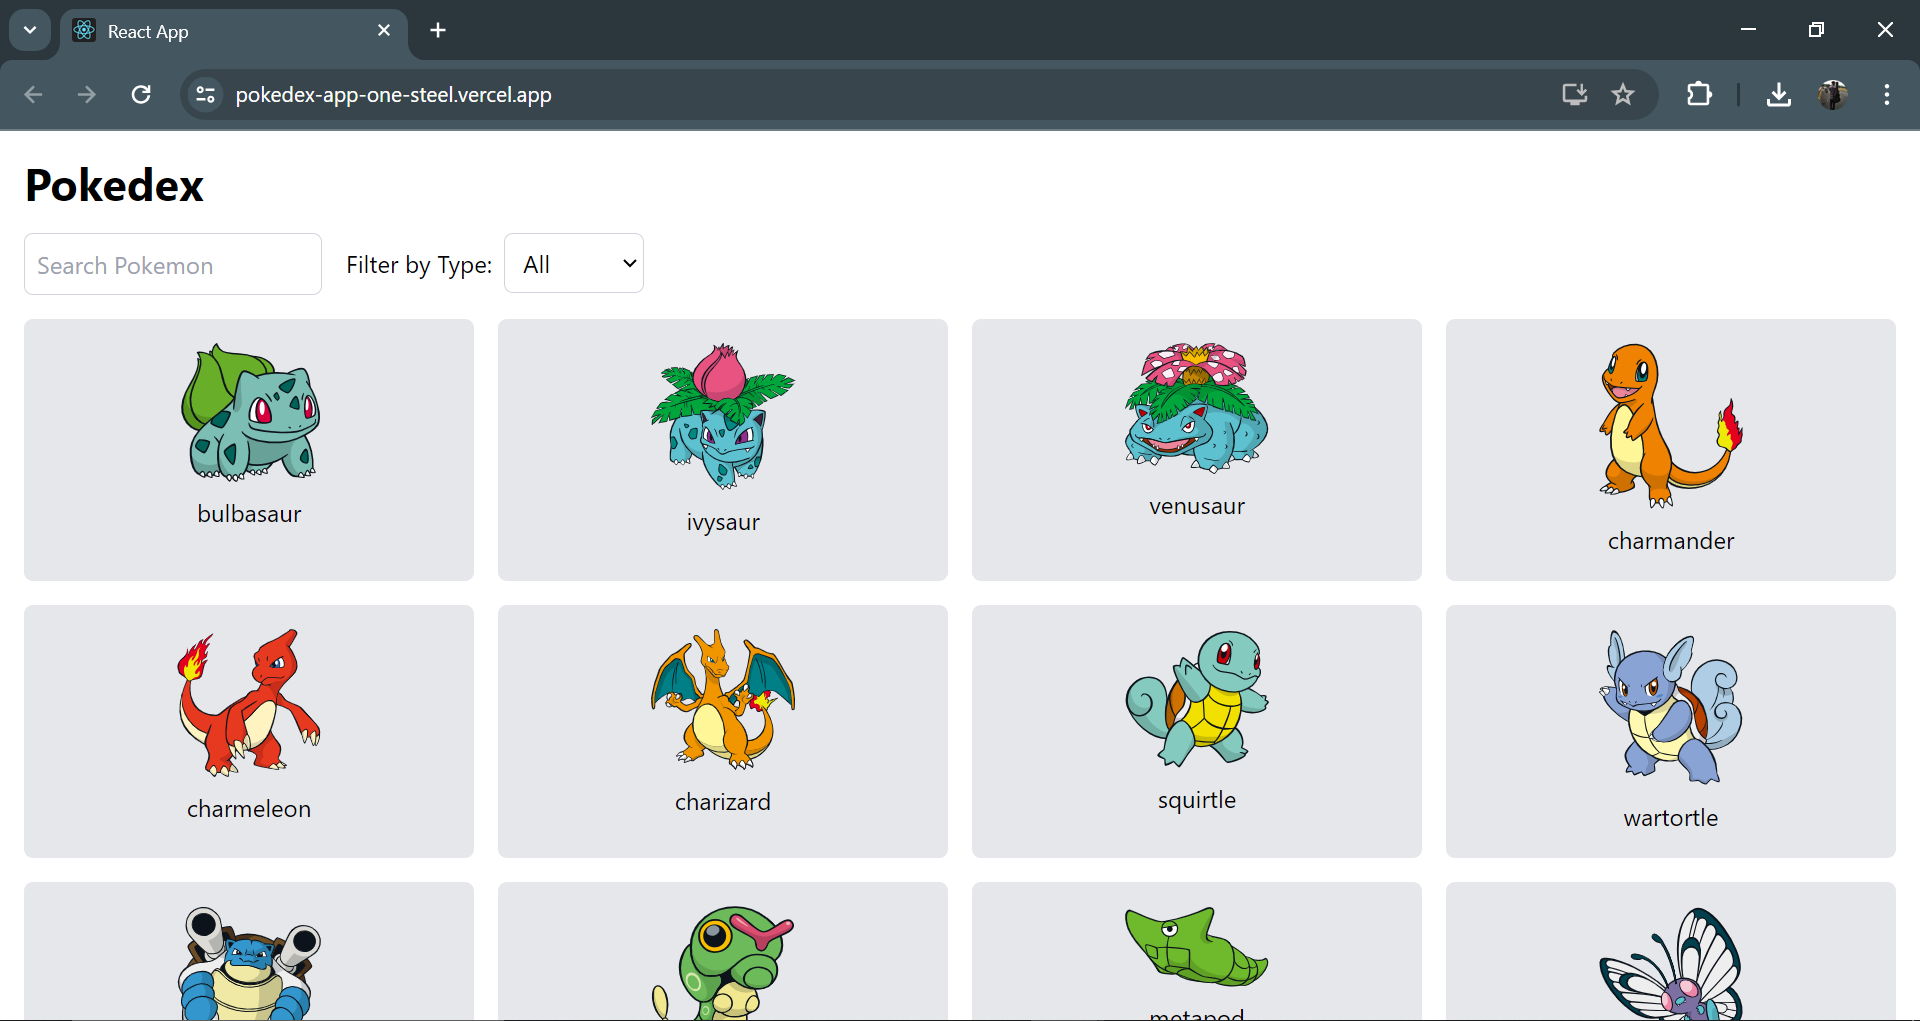 React App
pokedex-app-one-steel.vercel.app
Pokedex
Search Pokemon
Filter by Type: All
bulbasaur
ivysaur
venusaur
charmander
charmeleon
charizard
squirtle
wartortle
metapod